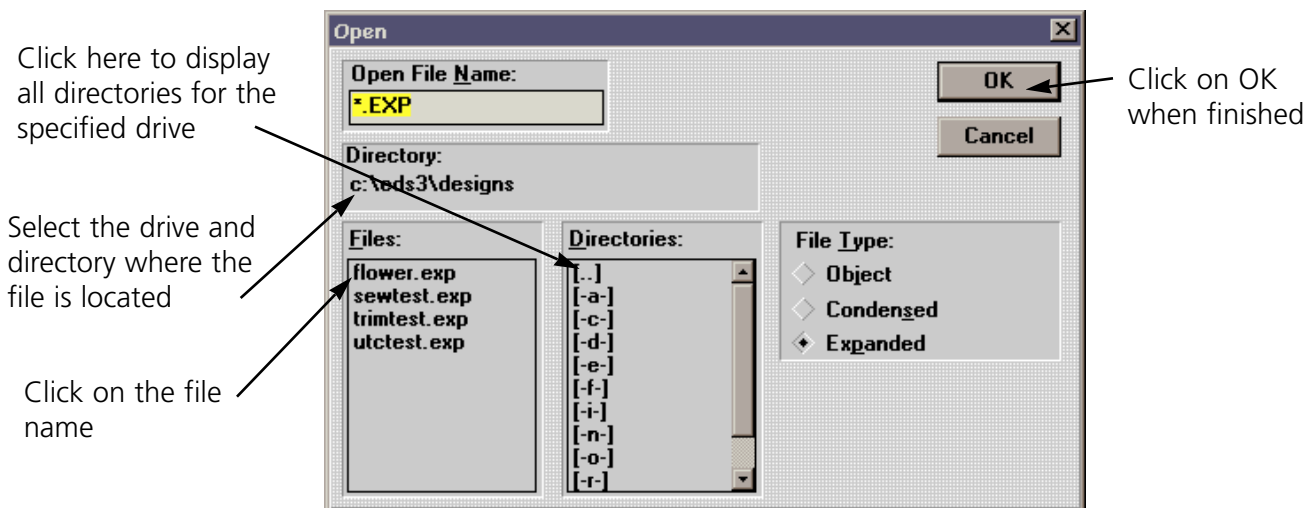 Click here to display
all directories for the
specified drive
Select the drive and
directory where the
file is located
Click on the file
name
Open
Open File Name:
*.EXP
Directory:
c:\eds3\designs
Files:
flower.exp
sewtest.exp
trimtest.exp
utctest.exp
Directories:
[..]
[-a-]
[-c-]
[-d-]
[-e-]
[-f-]
[-i-]
[-n-]
[-o-]
[-r-]
File Type:
Object
Condensed
Expanded
OK
Cancel
Click on OK
when finished